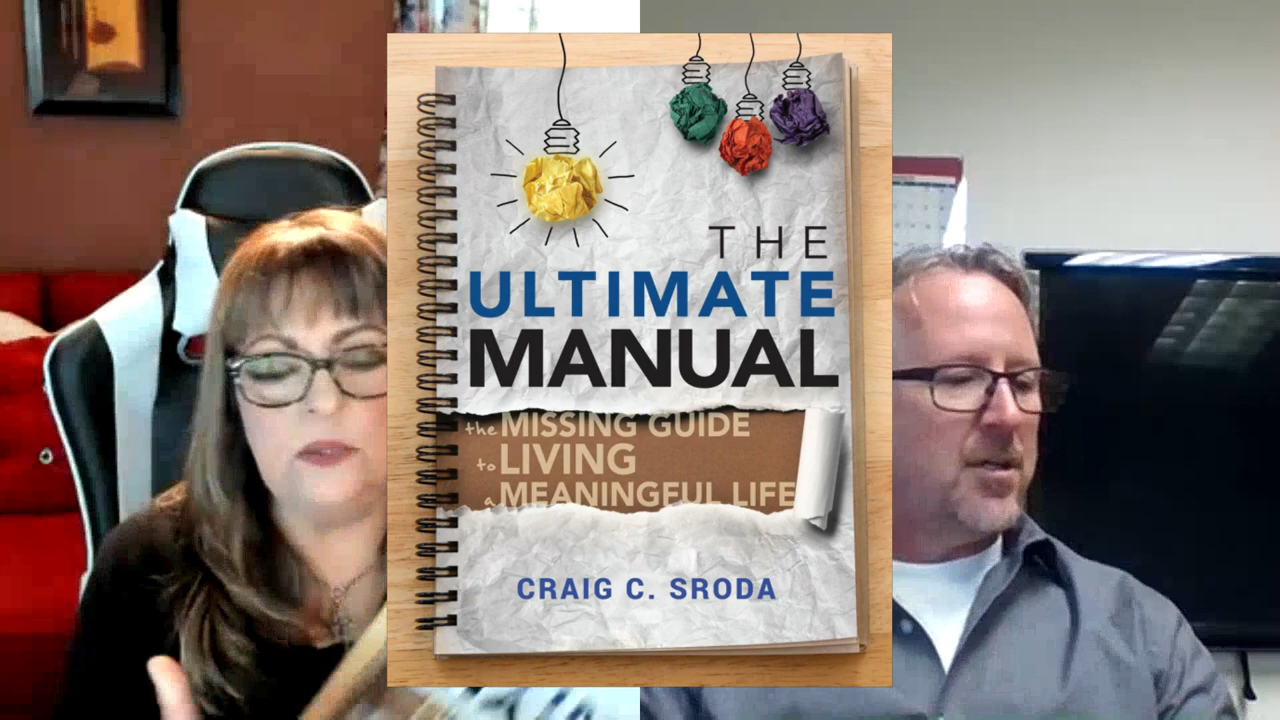 THE
ULTIMATE
MANUAL
the MISSING GUIDE
to LIVING
a MEANINGFUL LIFE
CRAIG C. SRODA